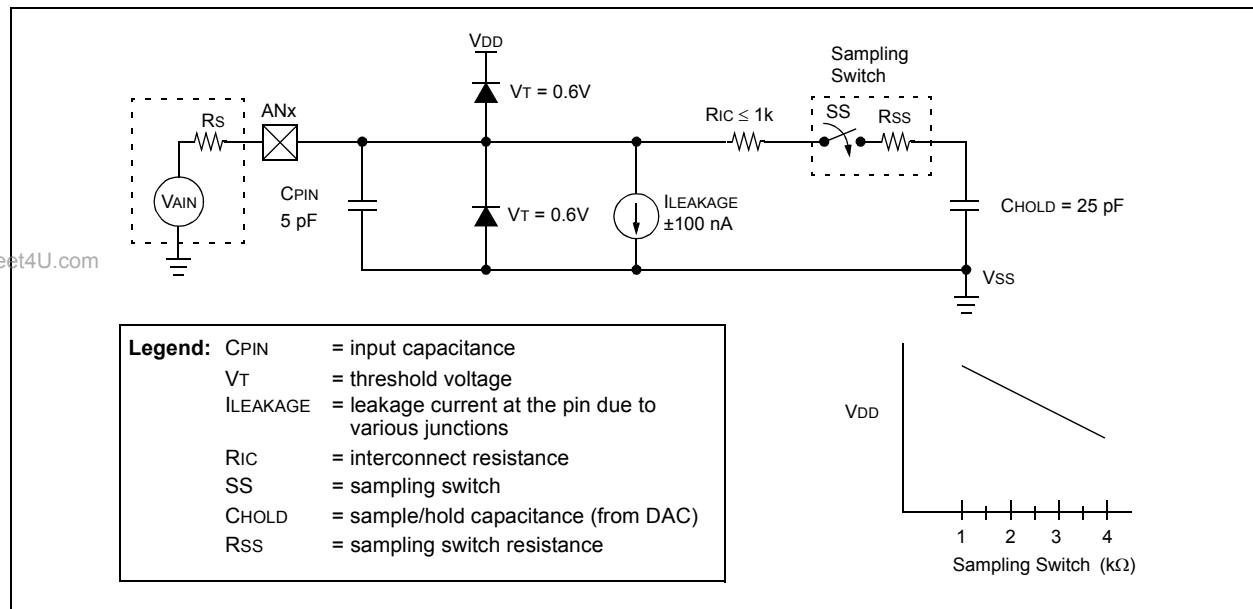 VDD
Sampling
Switch
VT = 0.6V
RS
ANx
RIC ≤ 1k
SS
RSS
VAIN
CPIN
5 pF
VT = 0.6V
ILEAKAGE
±100 nA
CHOLD = 25 pF
eet4U.com
VSS
Legend: CPIN = input capacitance
VT = threshold voltage
ILEAKAGE = leakage current at the pin due to
various junctions
RIC = interconnect resistance
SS = sampling switch
CHOLD = sample/hold capacitance (from DAC)
RSS = sampling switch resistance
VDD
1 2 3 4
Sampling Switch (kΩ)